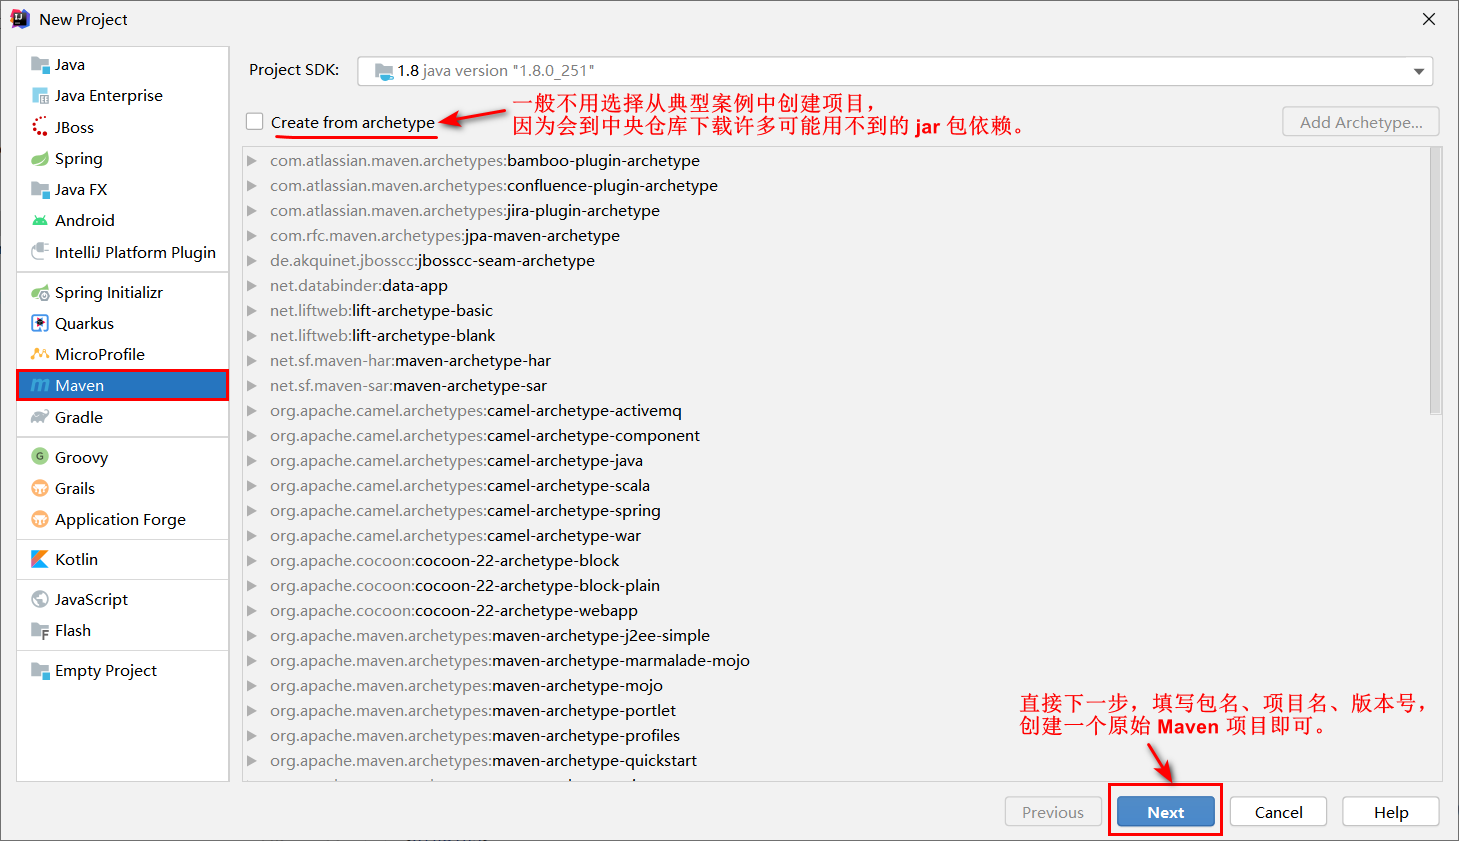 New Project
Java
Java Enterprise
JBoss
Spring
Java FX
Android
IntelliJ Platform Plugin
Spring Initializr
Quarkus
MicroProfile
Maven
Gradle
Groovy
Grails
Application Forge
Kotlin
JavaScript
Flash
Empty Project
Project SDK:
1.8 java version "1.8.0_251"
Create from archetype
一般不用选择从典型案例中创建项目，
因为会到中央仓库下载许多可能用不到的 jar 包依赖。
Add Archetype...
com.atlassian.maven.archetypes:bamboo-plugin-archetype
com.atlassian.maven.archetypes:confluence-plugin-archetype
com.atlassian.maven.archetypes:jira-plugin-archetype
com.rfc.maven.archetypes:jpa-maven-archetype
de.akquinet.jbosscc:jbosscc-seam-archetype
net.databinder:data-app
net.liftweb:lift-archetype-basic
net.liftweb:lift-archetype-blank
net.sf.maven-har:maven-archetype-har
net.sf.maven-sar:maven-archetype-sar
org.apache.camel.archetypes:camel-archetype-activemq
org.apache.camel.archetypes:camel-archetype-component
org.apache.camel.archetypes:camel-archetype-java
org.apache.camel.archetypes:camel-archetype-scala
org.apache.camel.archetypes:camel-archetype-spring
org.apache.camel.archetypes:camel-archetype-war
org.apache.cocoon:cocoon-22-archetype-block
org.apache.cocoon:cocoon-22-archetype-block-plain
org.apache.cocoon:cocoon-22-archetype-webapp
org.apache.maven.archetypes:maven-archetype-j2ee-simple
org.apache.maven.archetypes:maven-archetype-marmalade-mojo
org.apache.maven.archetypes:maven-archetype-mojo
org.apache.maven.archetypes:maven-archetype-portlet
org.apache.maven.archetypes:maven-archetype-profiles
org.apache.maven.archetypes:maven-archetype-quickstart
直接下一步，填写包名、项目名、版本号，
创建一个原始 Maven 项目即可。
Previous
Next
Cancel
Help